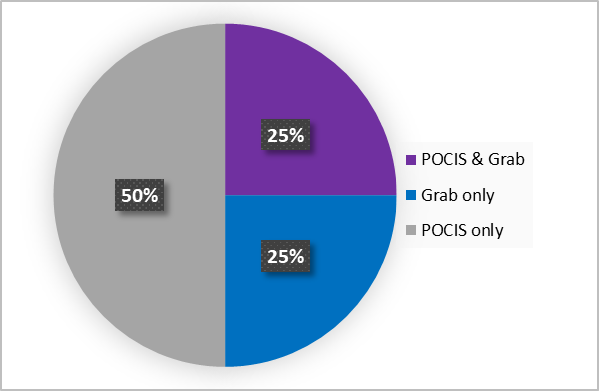 25%
50%
25%
POCIS & Grab
Grab only
POCIS only